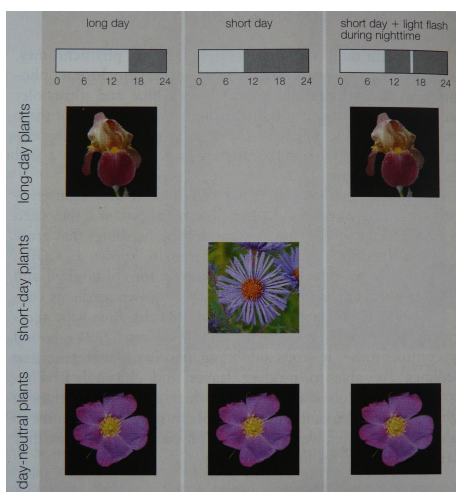 long day
short day
short day + light flash
during nighttime
0 6 12 18 24
0 6 12 18 24
0 6 12 18 24
long-day plants
short-day plants
day-neutral plants